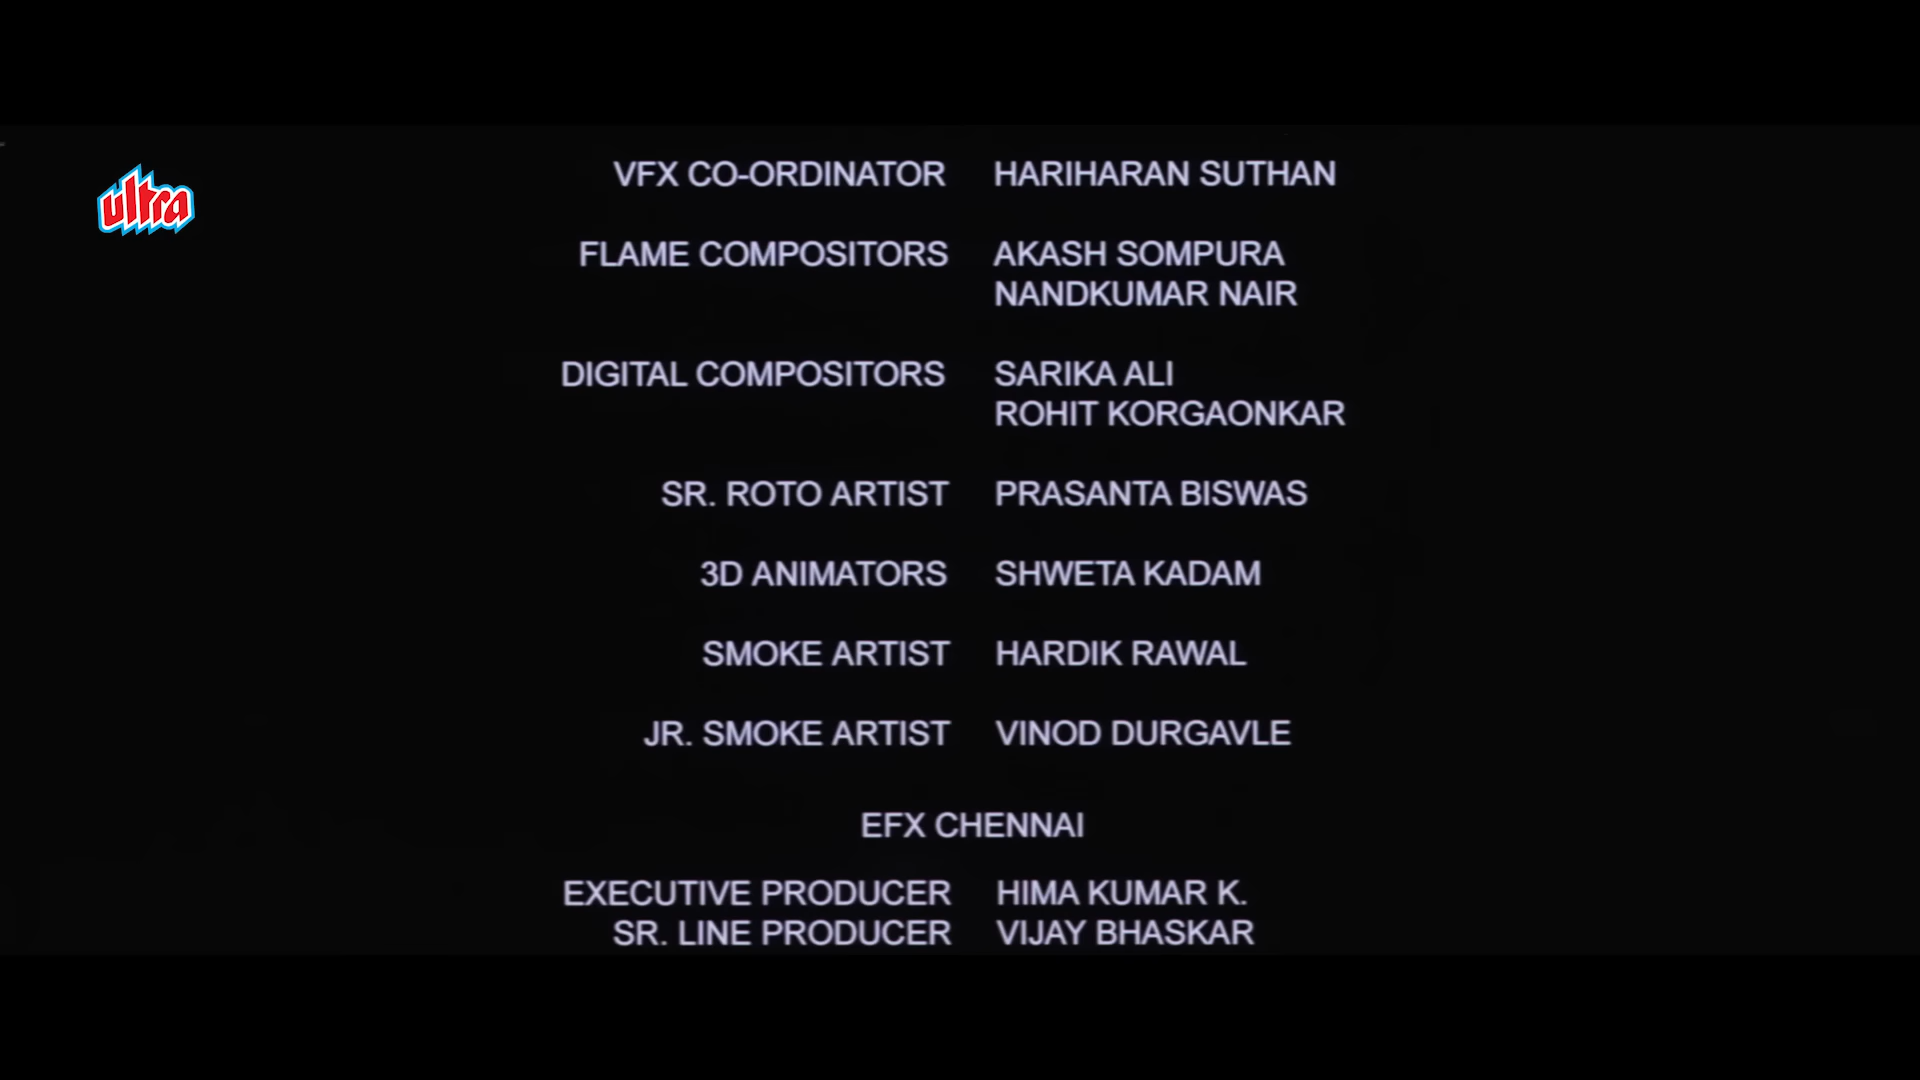 ultra
VFX CO-ORDINATOR HARIHARAN SUTHAN
FLAME COMPOSITORS AKASH SOMPURA
NANDKUMAR NAIR
DIGITAL COMPOSITORS SARIKA ALI
ROHIT KORGAONKAR
SR. ROTO ARTIST PRASANTA BISWAS
3D ANIMATORS SHWETA KADAM
SMOKE ARTIST HARDIK RAWAL
JR. SMOKE ARTIST VINOD DURGAVLE
EFX CHENNAI
EXECUTIVE PRODUCER HIMA KUMAR K.
SR. LINE PRODUCER VIJAY BHASKAR